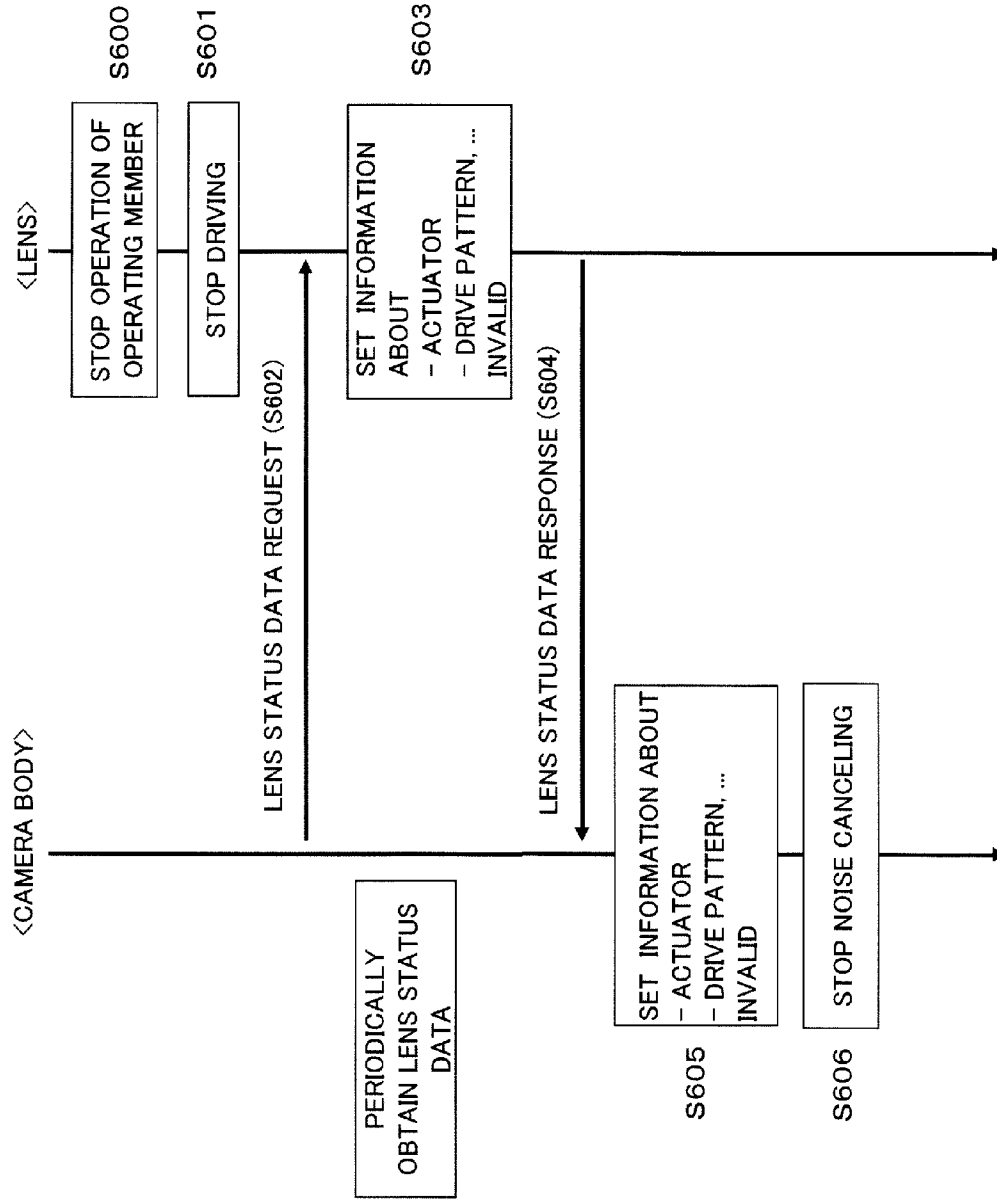 <CAMERA BODY>
<LENS>
STOP OPERATION OF
OPERATING MEMBER
S600
STOP DRIVING
S601
LENS STATUS DATA REQUEST (S602)
PERIODICALLY
OBTAIN LENS STATUS
DATA
SET INFORMATION
ABOUT
- ACTUATOR
- DRIVE PATTERN, ...
INVALID
S603
LENS STATUS DATA RESPONSE (S604)
SET INFORMATION ABOUT
- ACTUATOR
- DRIVE PATTERN, ...
INVALID
S605
STOP NOISE CANCELING
S606